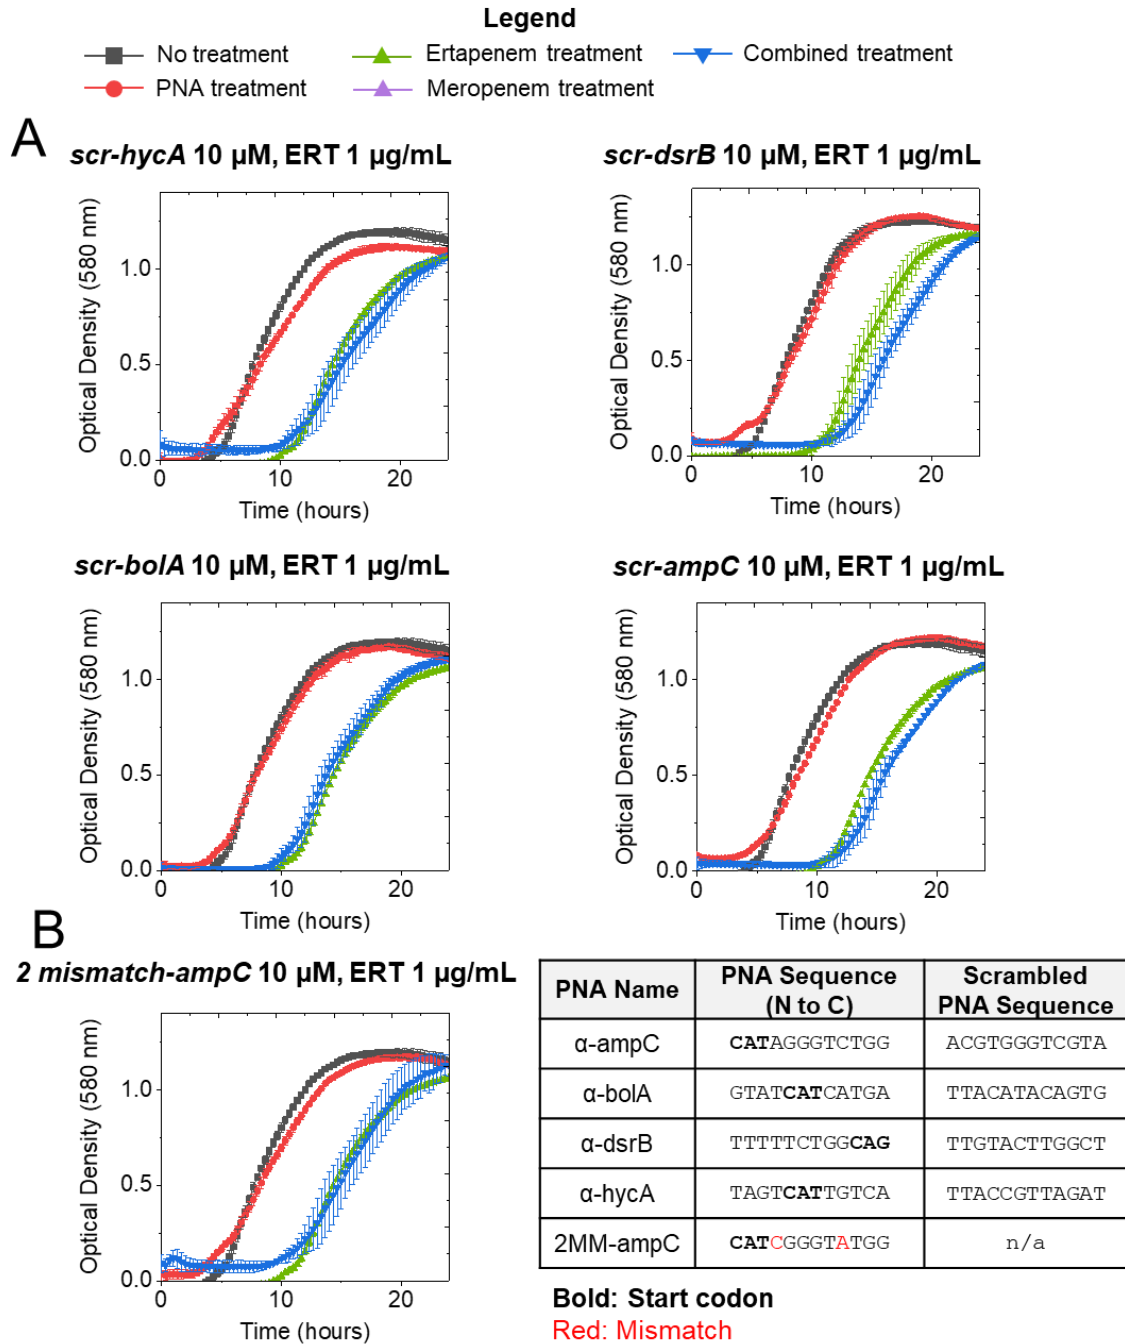 Legend
No treatment
Ertapenem treatment
Combined treatment
PNA treatment
Meropenem treatment
A
scr-hycA 10 µM, ERT 1 µg/mL
Optical Density (580 nm)
1.0
0.5
0.0
0
10
20
Time (hours)
scr-dsrB 10 µM, ERT 1 µg/mL
Optical Density (580 nm)
1.0
0.5
0.0
0
10
20
Time (hours)
scr-bolA 10 µM, ERT 1 µg/mL
Optical Density (580 nm)
1.0
0.5
0.0
0
10
20
Time (hours)
scr-ampC 10 µM, ERT 1 µg/mL
Optical Density (580 nm)
1.0
0.5
0.0
0
10
20
Time (hours)
B
2 mismatch-ampC 10 µM, ERT 1 µg/mL
Optical Density (580 nm)
1.0
0.5
0.0
0
10
20
Time (hours)
PNA Name
PNA Sequence
(N to C)
Scrambled
PNA Sequence
α-ampC
CATAGGGTCTGG
ACGTGGGTCGTA
α-bolA
GTATCATCATGA
TTACATACAGTG
α-dsrB
TTTTTCTGGCAG
TTGTACTTGGCT
α-hycA
TAGTCATTGTCA
TTACCGTTAGAT
2MM-ampC
CATCGGGTATGG
n/a
Bold: Start codon
Red: Mismatch